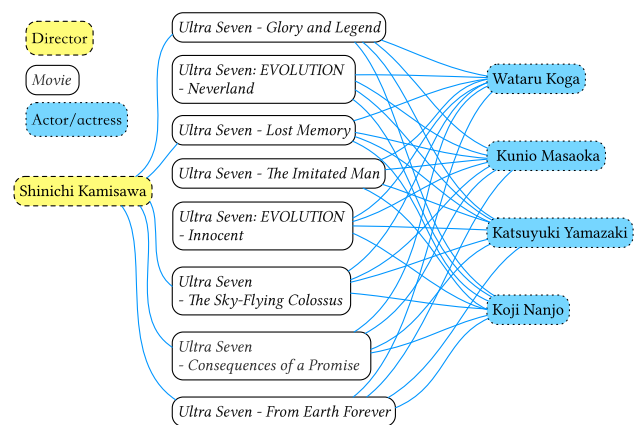 Director
Movie
Actor/actress
Shinichi Kamisawa
Ultra Seven - Glory and Legend
Ultra Seven: EVOLUTION
- Neverland
Ultra Seven - Lost Memory
Ultra Seven - The Imitated Man
Ultra Seven: EVOLUTION
- Innocent
Ultra Seven
- The Sky-Flying Colossus
Ultra Seven
- Consequences of a Promise
Ultra Seven - From Earth Forever
Wataru Koga
Kunio Masaoka
Katsuyuki Yamazaki
Koji Nanjo